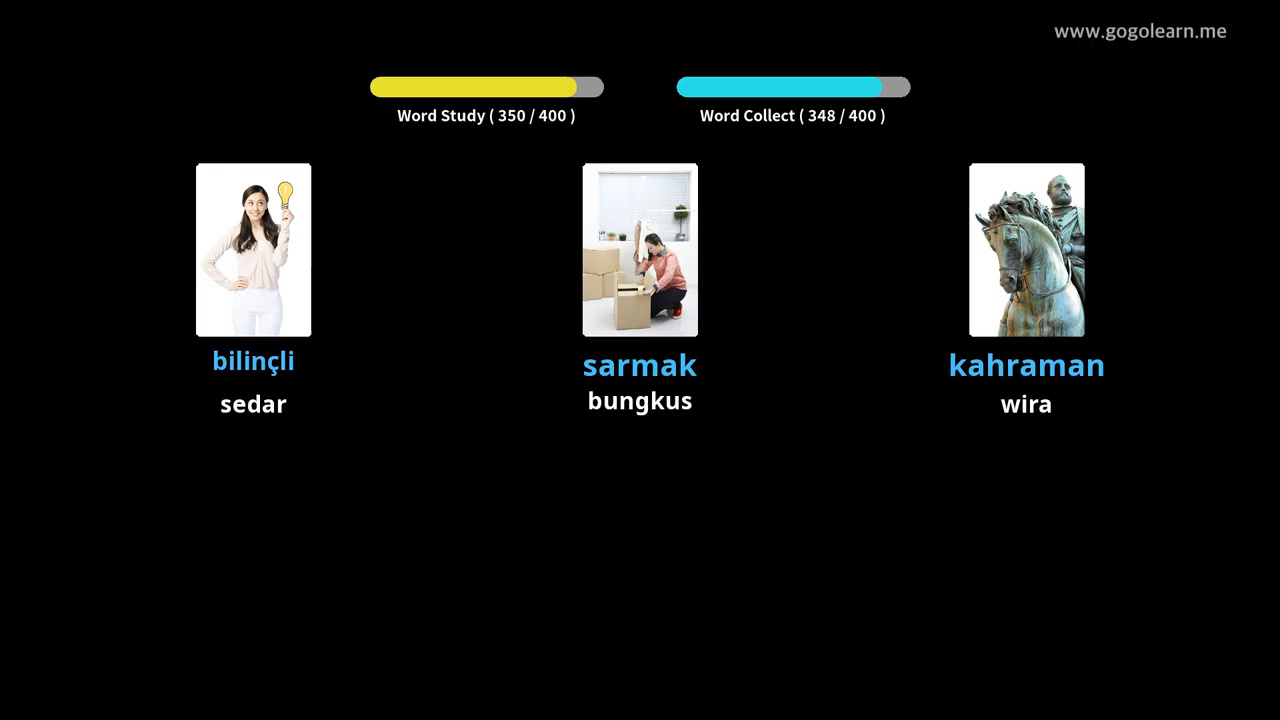 www.gogolearn.me
Word Study ( 350 / 400 )
Word Collect ( 348 / 400 )
bilinçli
sedar
sarmak
bungkus
kahraman
wira